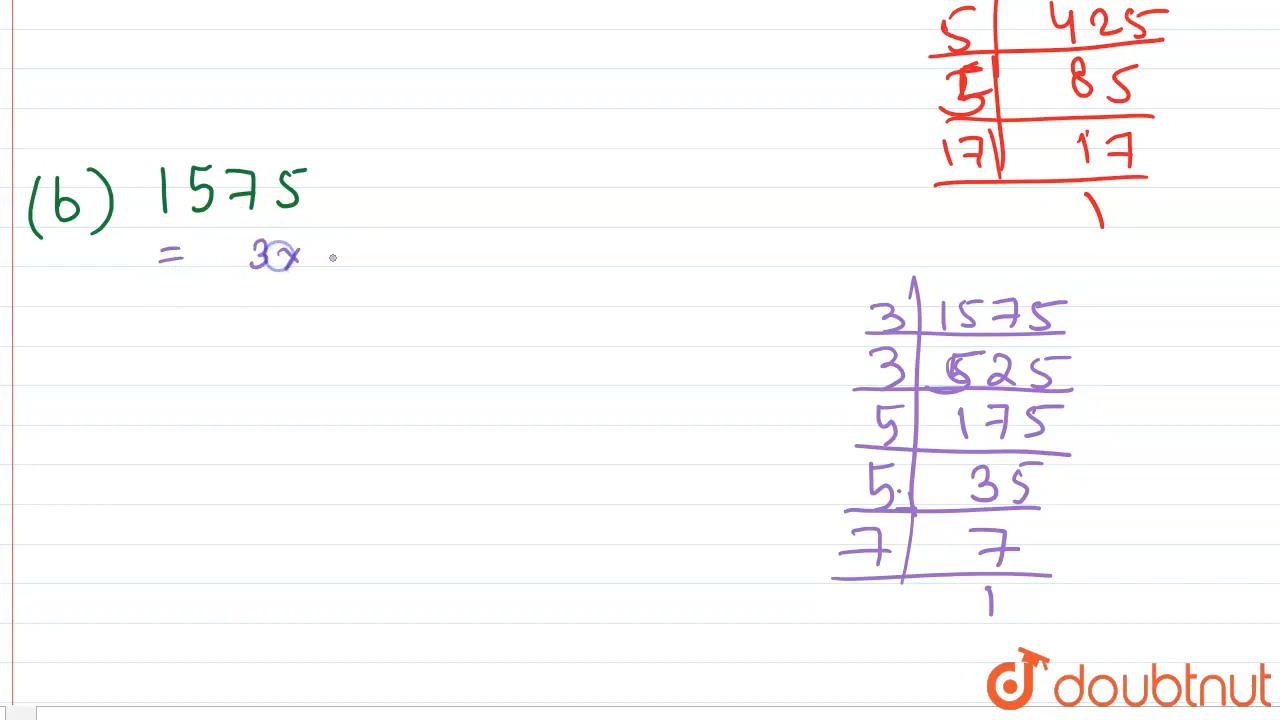 5 | 425
5 | 85
17 | 17
1
(b) 1575
= 3×
3 | 1575
3 | 525
5 | 175
5 | 35
7 | 7
1
doubtnut